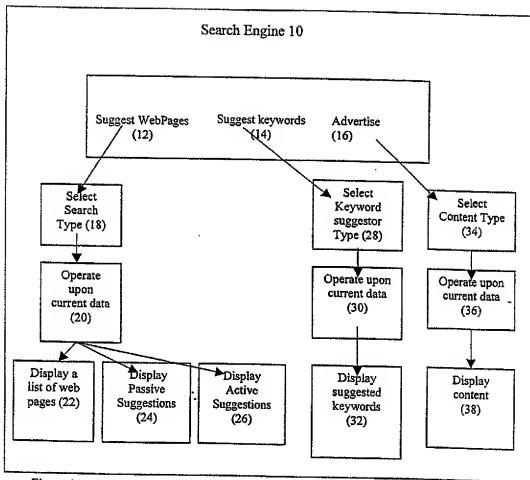 Search Engine 10
Suggest WebPages Suggest keywords Advertise
(12) (14) (16)
Select
Search
Type (18)
Select
Keyword
suggestor
Type (28)
Select
Content Type
(34)
Operate
upon
current data
(20)
Operate upon
current data
(30)
Operate upon
current data
(36)
Display a
list of web
pages (22)
Display
Passive
Suggestions
(24)
Display
Active
Suggestions
(26)
Display
suggested
keywords
(32)
Display
content
(38)